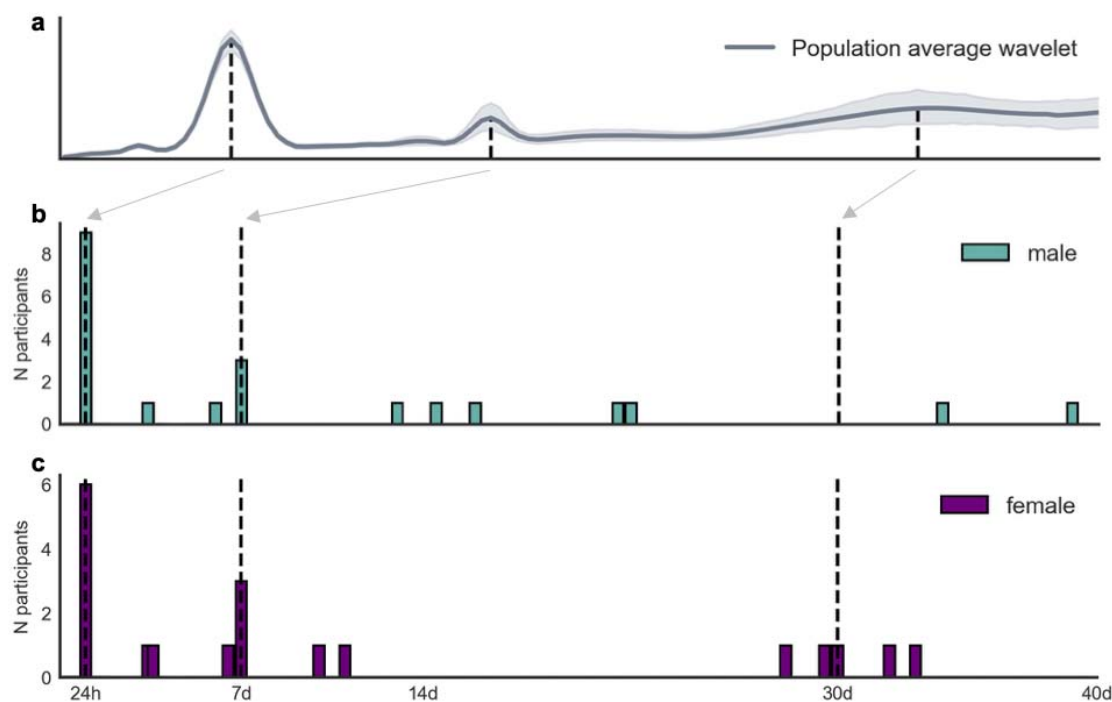 a
Population average wavelet
b
male
8
6
4
2
0
N participants
c
female
6
4
2
0
N participants
24h 7d 14d 30d 40d